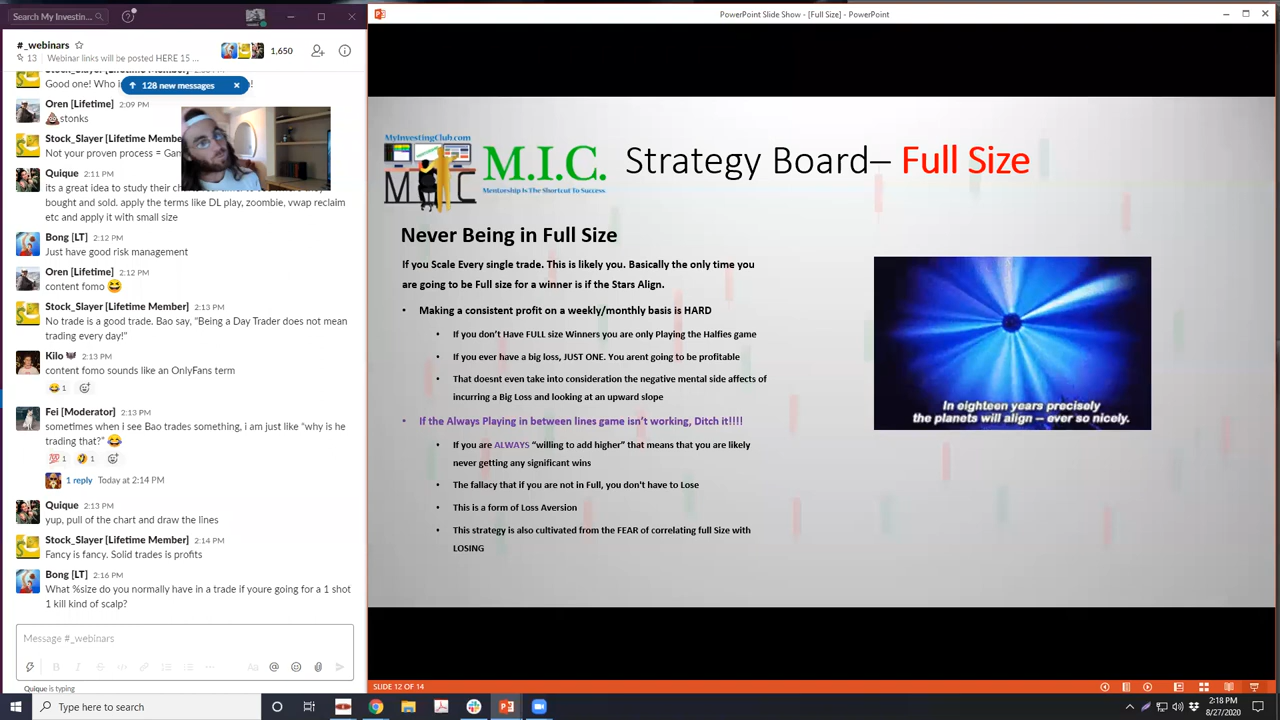 Search My Investing Club
#_webinars
1,650
13 Webinar links will be posted HERE 15 ...
128 new messages
Good one! Who i
Oren [Lifetime] 2:09 PM
stonks
Stock_Slayer [Lifetime Memb
Not your proven process = Gan
Quique 2:11 PM
bought and sold. apply the terms like DL play, zoombie, vwap reclaim
etc and apply it with small size
Bong [LT] 2:12 PM
Just have good risk management
Oren [Lifetime] 2:12 PM
content fomo
Stock_Slayer [Lifetime Member] 2:13 PM
No trade is a good trade. Bao say, "Being a Day Trader does not mean
trading every day!"
Kilo 2:13 PM
content fomo sounds like an OnlyFans term
1
Fei [Moderator] 2:13 PM
sometimes when i see Bao trades something, i am just like "why is he
trading that?"
1 1
1 reply Today at 2:14 PM
Quique 2:13 PM
yup, pull of the chart and draw the lines
Stock_Slayer [Lifetime Member] 2:14 PM
Fancy is fancy. Solid trades is profits
Bong [LT] 2:16 PM
What %size do you normally have in a trade if youre going for a 1 shot
1 kill kind of scalp?
Message #_webinars
Quique is typing
PowerPoint Slide Show - [Full Size] - PowerPoint
MyInvestingClub.com
MIC
M.I.C.
Mentorship Is The Shortcut To Success.
Strategy Board– Full Size
Never Being in Full Size
If you Scale Every single trade. This is likely you. Basically the only time you
are going to be Full size for a winner is if the Stars Align.
• Making a consistent profit on a weekly/monthly basis is HARD
• If you don't Have FULL size Winners you are only Playing the Halfies game
• If you ever have a big loss, JUST ONE. You arent going to be profitable
• That doesnt even take into consideration the negative mental side affects of
incurring a Big Loss and looking at an upward slope
• If the Always Playing in between lines game isn't working, Ditch it!!!!
• If you are ALWAYS "willing to add higher" that means that you are likely
never getting any significant wins
• The fallacy that if you are not in Full, you don't have to Lose
• This is a form of Loss Aversion
• This strategy is also cultivated from the FEAR of correlating full Size with
LOSING
In eighteen years precisely
the planets will align – ever so nicely.
SLIDE 12 OF 14
Type here to search
2:18 PM
8/27/2020